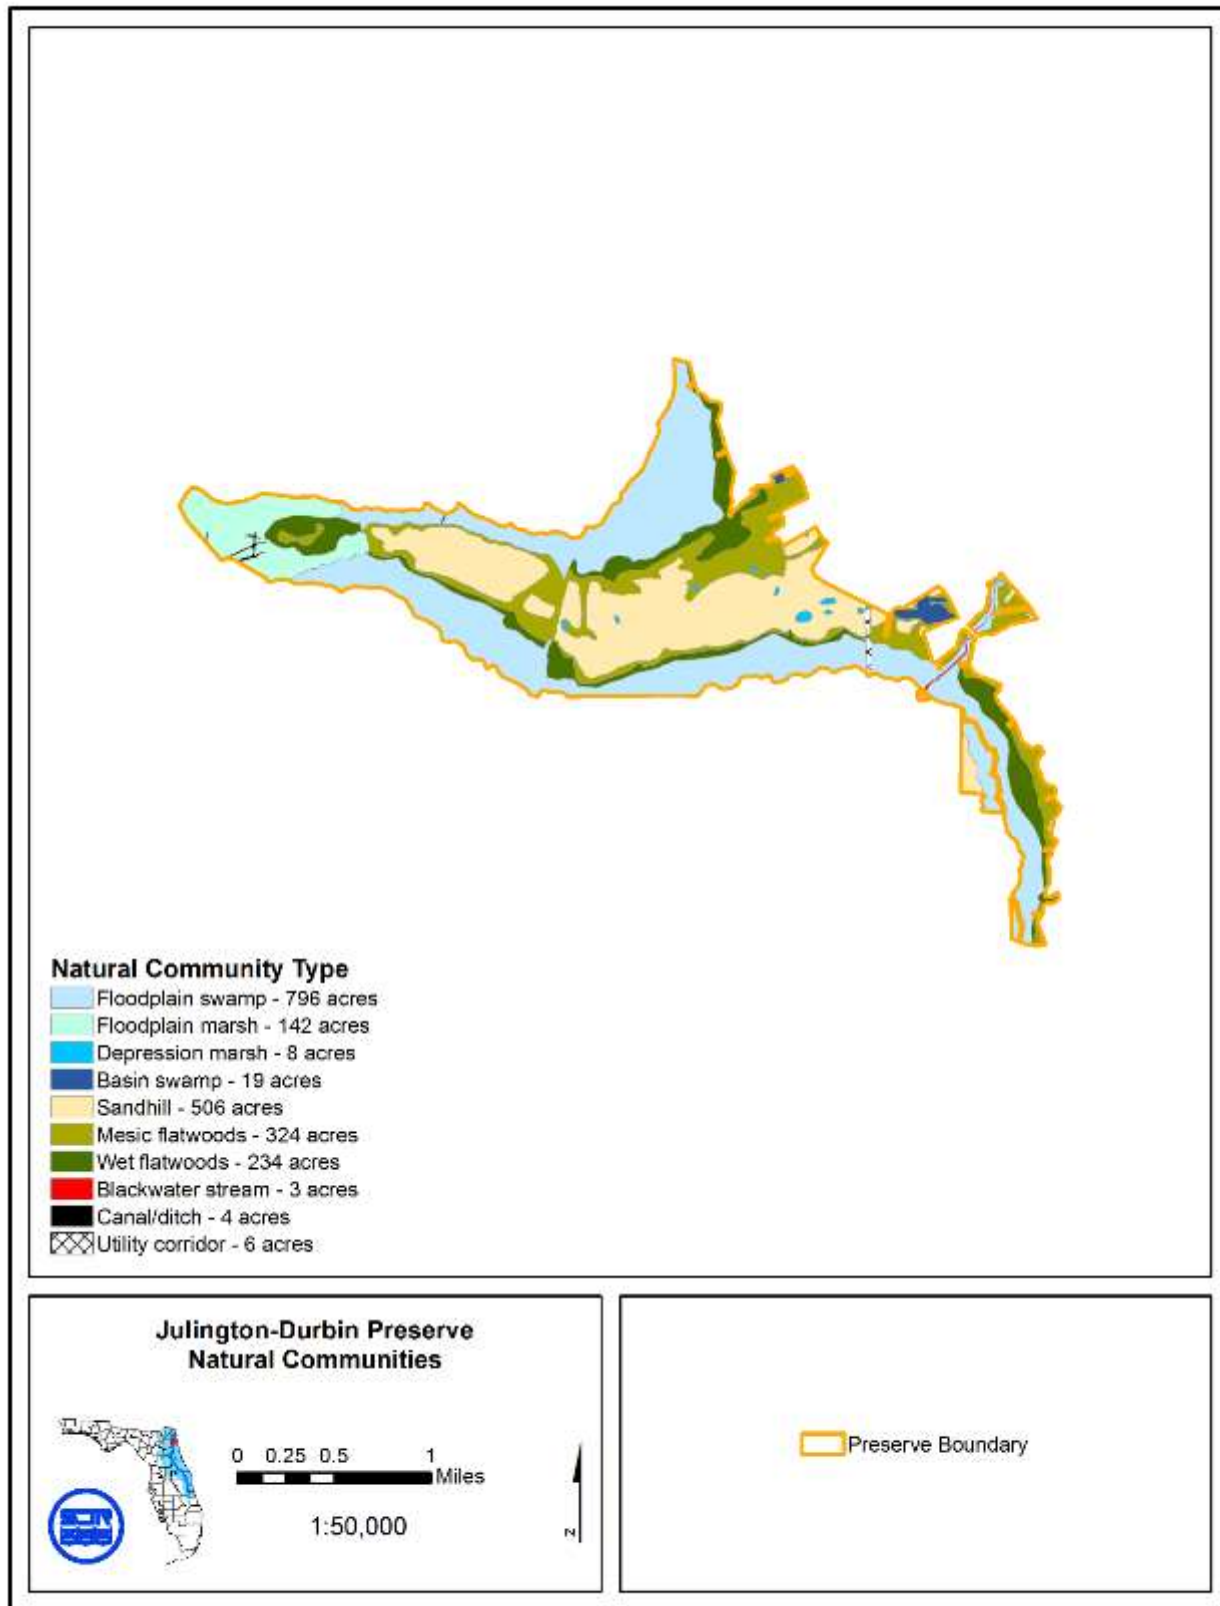 Natural Community Type
Floodplain swamp - 796 acres
Floodplain marsh - 142 acres
Depression marsh - 8 acres
Basin swamp - 19 acres
Sandhill - 506 acres
Mesic flatwoods - 324 acres
Wet flatwoods - 234 acres
Blackwater stream - 3 acres
Canal/ditch - 4 acres
Utility corridor - 6 acres
Julington-Durbin Preserve
Natural Communities
0 0.25 0.5 1
Miles
1:50,000
N
Preserve Boundary